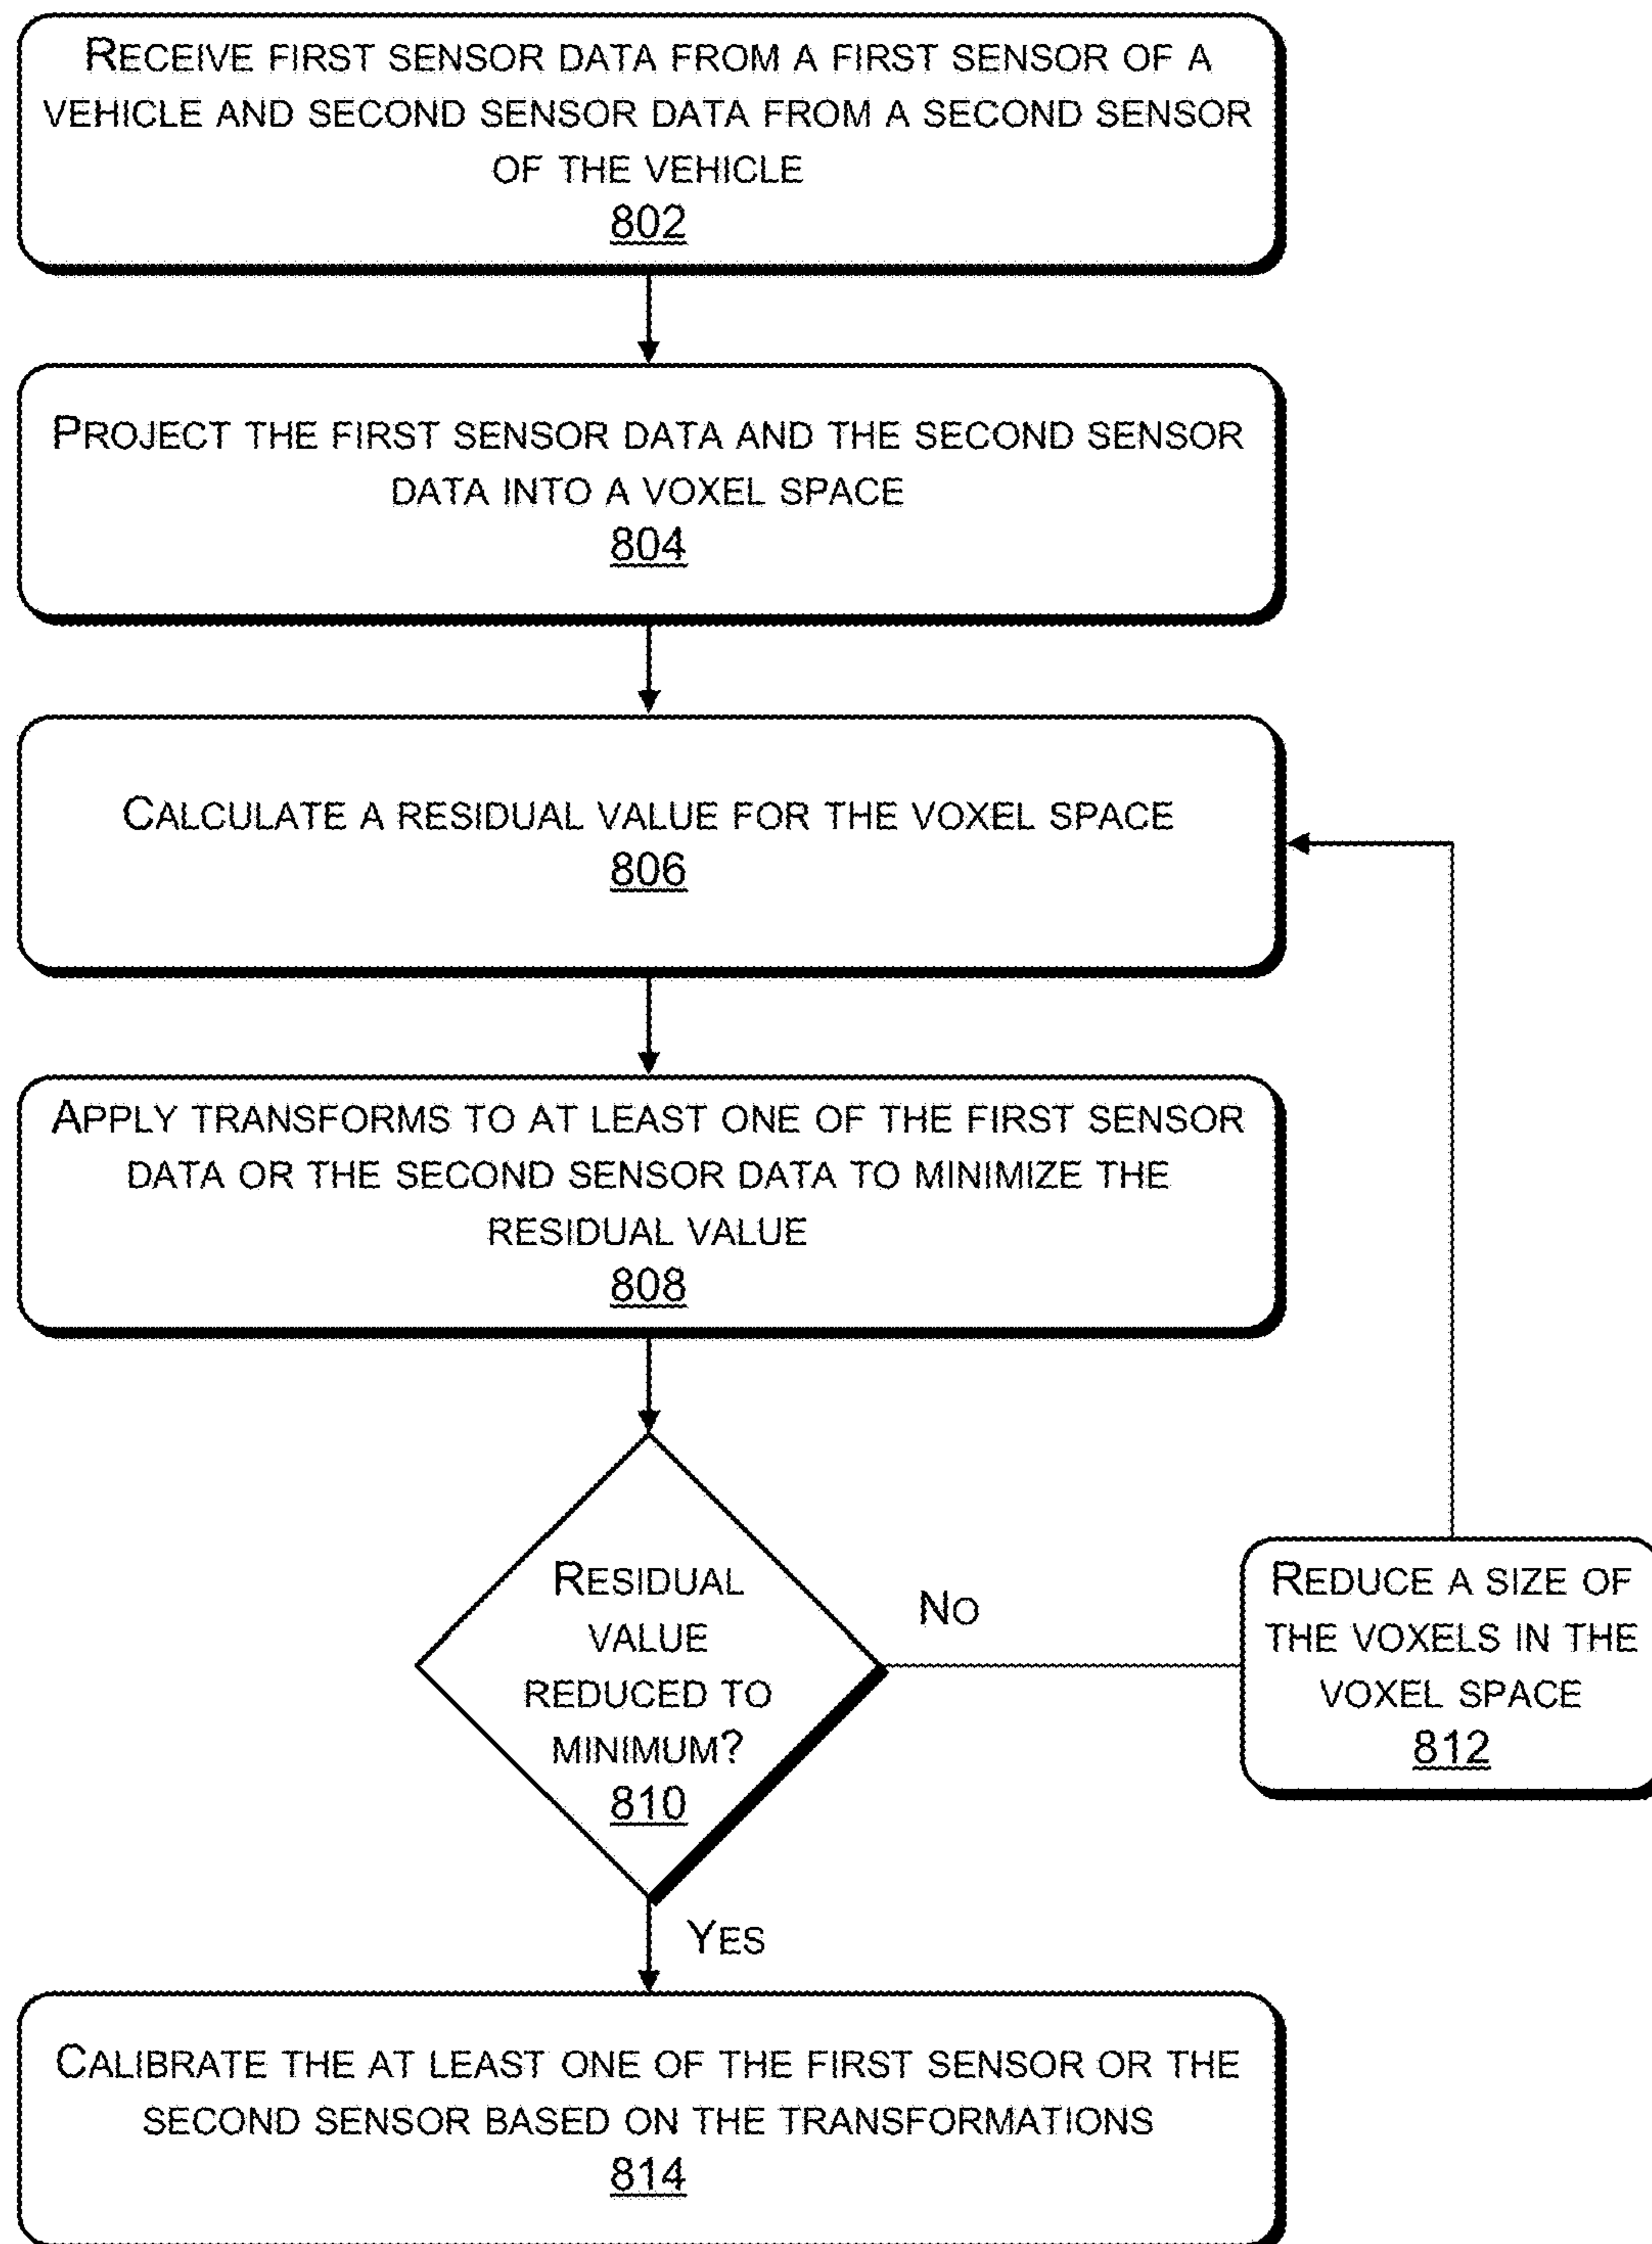 RECEIVE FIRST SENSOR DATA FROM A FIRST SENSOR OF A
VEHICLE AND SECOND SENSOR DATA FROM A SECOND SENSOR
OF THE VEHICLE
802
PROJECT THE FIRST SENSOR DATA AND THE SECOND SENSOR
DATA INTO A VOXEL SPACE
804
CALCULATE A RESIDUAL VALUE FOR THE VOXEL SPACE
806
APPLY TRANSFORMS TO AT LEAST ONE OF THE FIRST SENSOR
DATA OR THE SECOND SENSOR DATA TO MINIMIZE THE
RESIDUAL VALUE
808
RESIDUAL
VALUE
REDUCED TO
MINIMUM?
810
NO
REDUCE A SIZE OF
THE VOXELS IN THE
VOXEL SPACE
812
YES
CALIBRATE THE AT LEAST ONE OF THE FIRST SENSOR OR THE
SECOND SENSOR BASED ON THE TRANSFORMATIONS
814